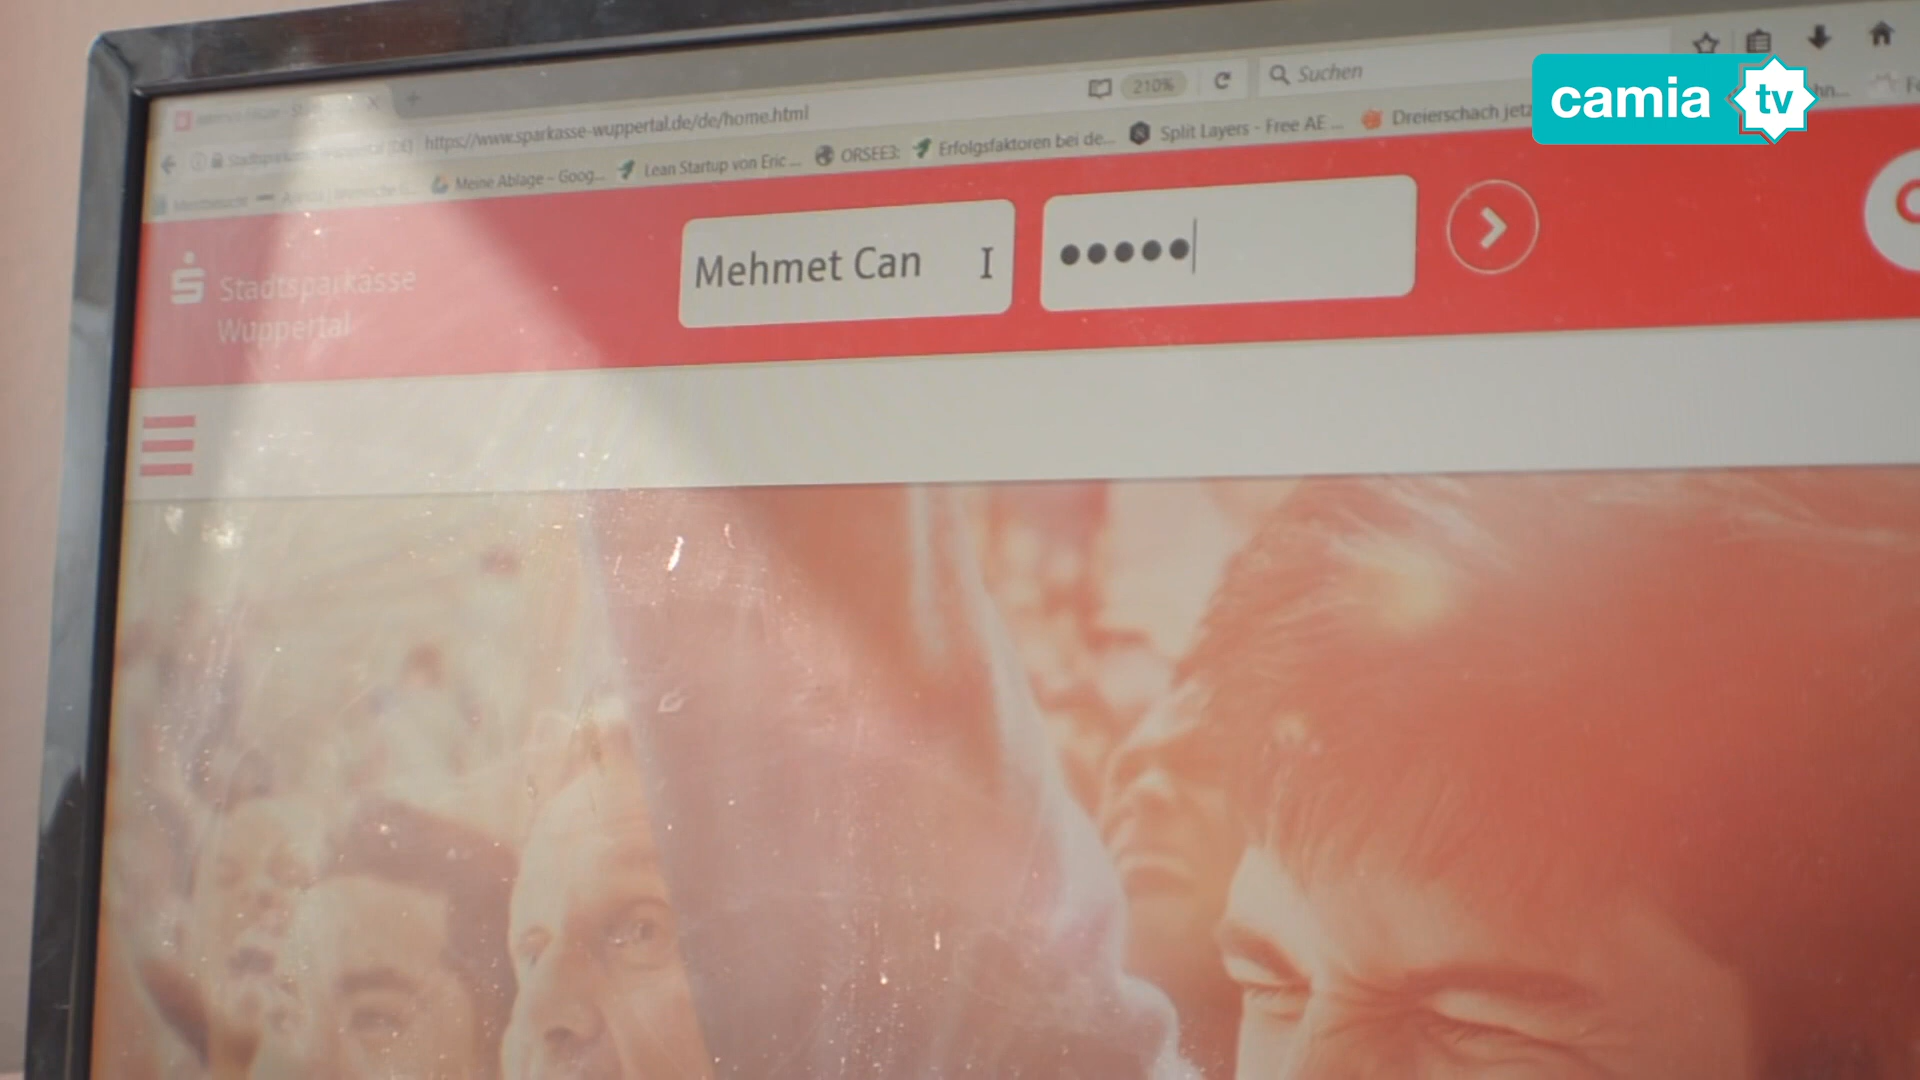 210%
Suchen
https://www.sparkasse-wuppertal.de/de/home.html
Meine Ablage – Goog...
Lean Startup von Eric ...
ORSEE3:
Erfolgsfaktoren bei de...
Split Layers - Free AE ...
Dreierschach jetz
camia tv
Mehmet Can
•••••
Stadtsparkasse
Wuppertal